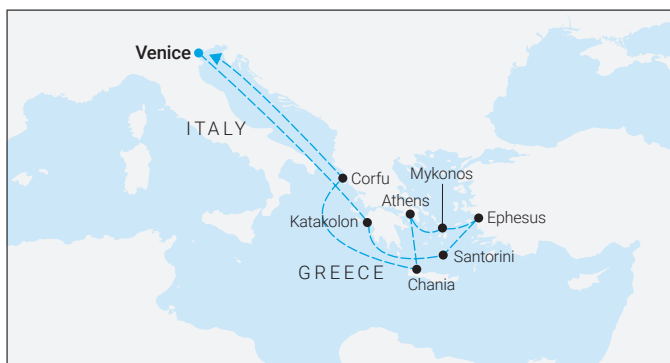 Venice
ITALY
Corfu
Mykonos
Athens
Katakolon
Ephesus
Santorini
GREECE
Chania